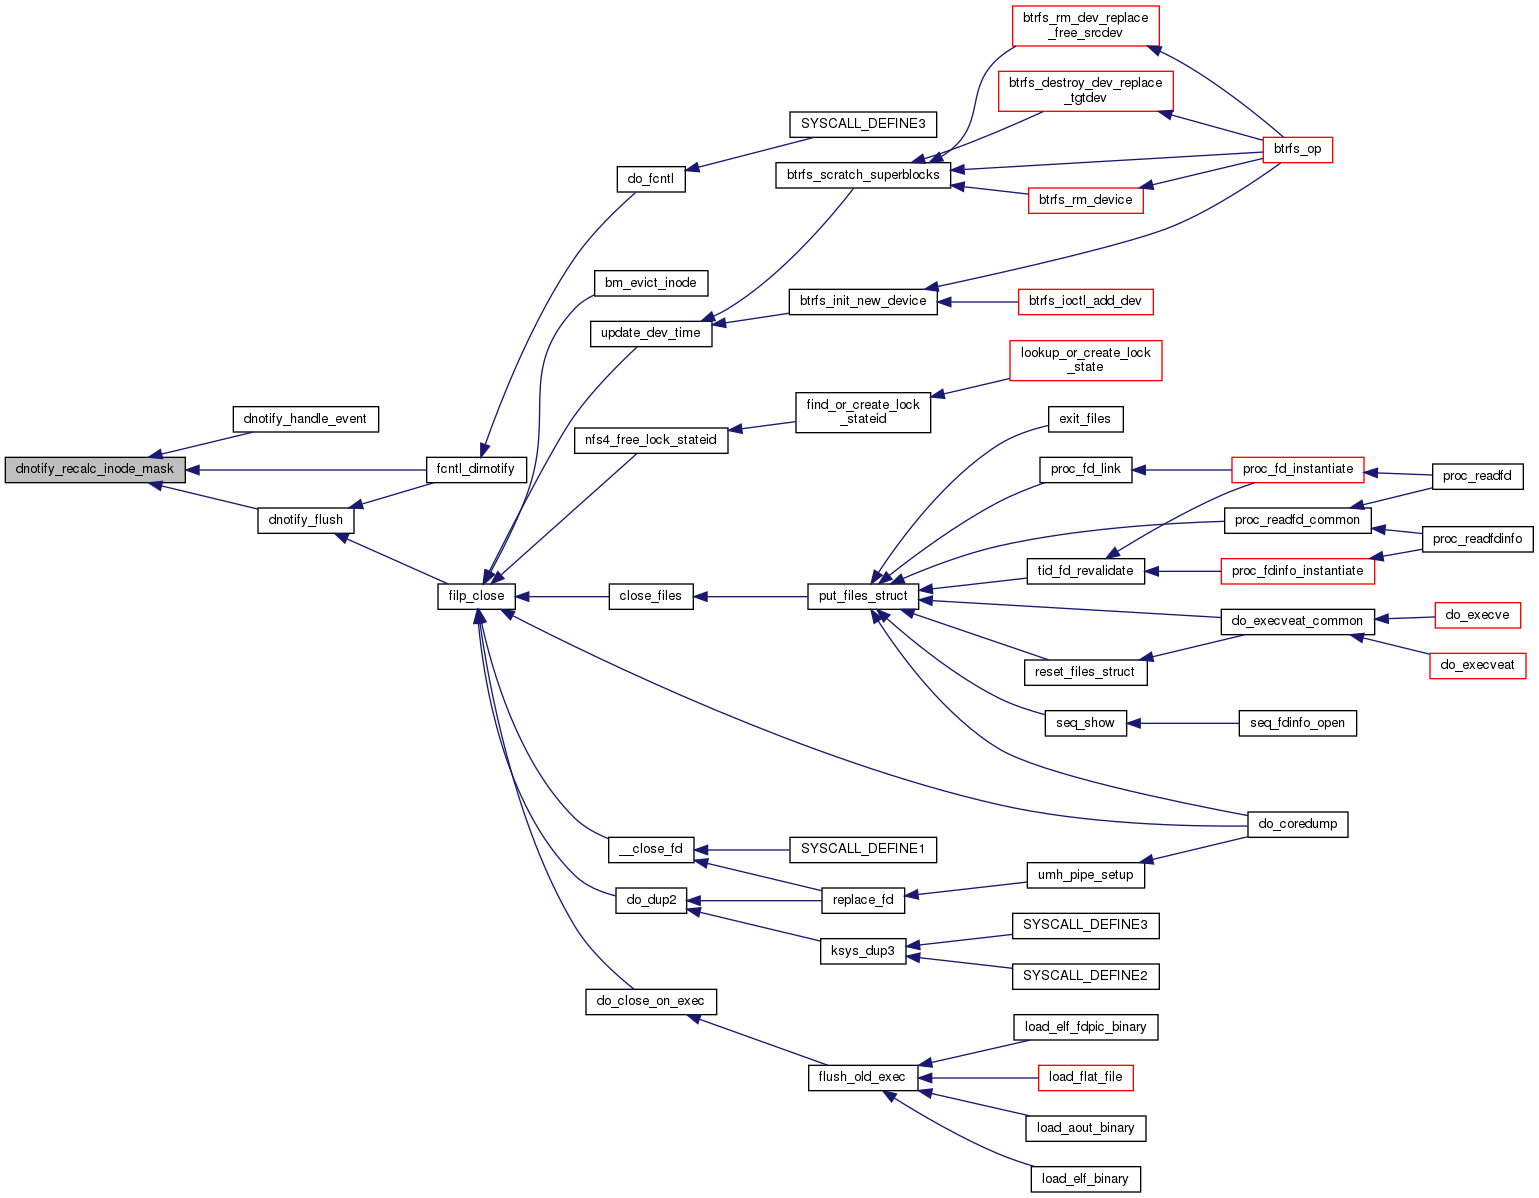 btrfs_rm_dev_replace
_free_srcdev
btrfs_destroy_dev_replace
_tgtdev
SYSCALL_DEFINE3
btrfs_op
do_fcntl
btrfs_scratch_superblocks
btrfs_rm_device
bm_evict_inode
btrfs_init_new_device
btrfs_ioctl_add_dev
update_dev_time
lookup_or_create_lock
_state
find_or_create_lock
_stateid
dnotify_handle_event
exit_files
nfs4_free_lock_stateid
dnotify_recalc_inode_mask
fcntl_dirnotify
proc_fd_link
proc_fd_instantiate
proc_readfd
dnotify_flush
proc_readfd_common
proc_readfdinfo
tid_fd_revalidate
proc_fdinfo_instantiate
filp_close
close_files
put_files_struct
do_execveat_common
do_execve
reset_files_struct
do_execveat
seq_show
seq_fdinfo_open
do_coredump
__close_fd
SYSCALL_DEFINE1
umh_pipe_setup
do_dup2
replace_fd
SYSCALL_DEFINE3
ksys_dup3
SYSCALL_DEFINE2
do_close_on_exec
load_elf_fdpic_binary
flush_old_exec
load_flat_file
load_aout_binary
load_elf_binary